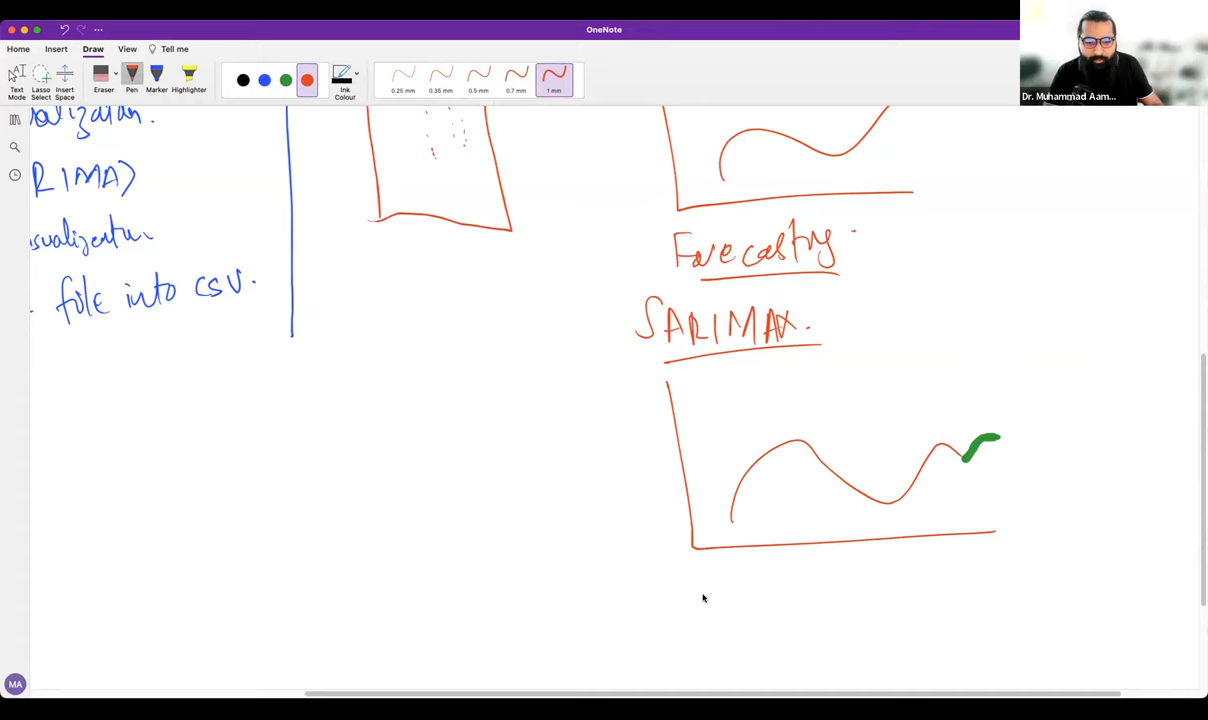 OneNote
Home Insert Draw View Tell me
Text Mode
Lasso Select
Insert Space
Eraser
Pen
Marker
Highlighter
Ink Colour
0.25 mm
0.35 mm
0.5 mm
0.7 mm
1 mm
Dr. Muhammad Aam...
alization.
RIMA)
file into csv.
Forecasting.
SARIMAX.
MA